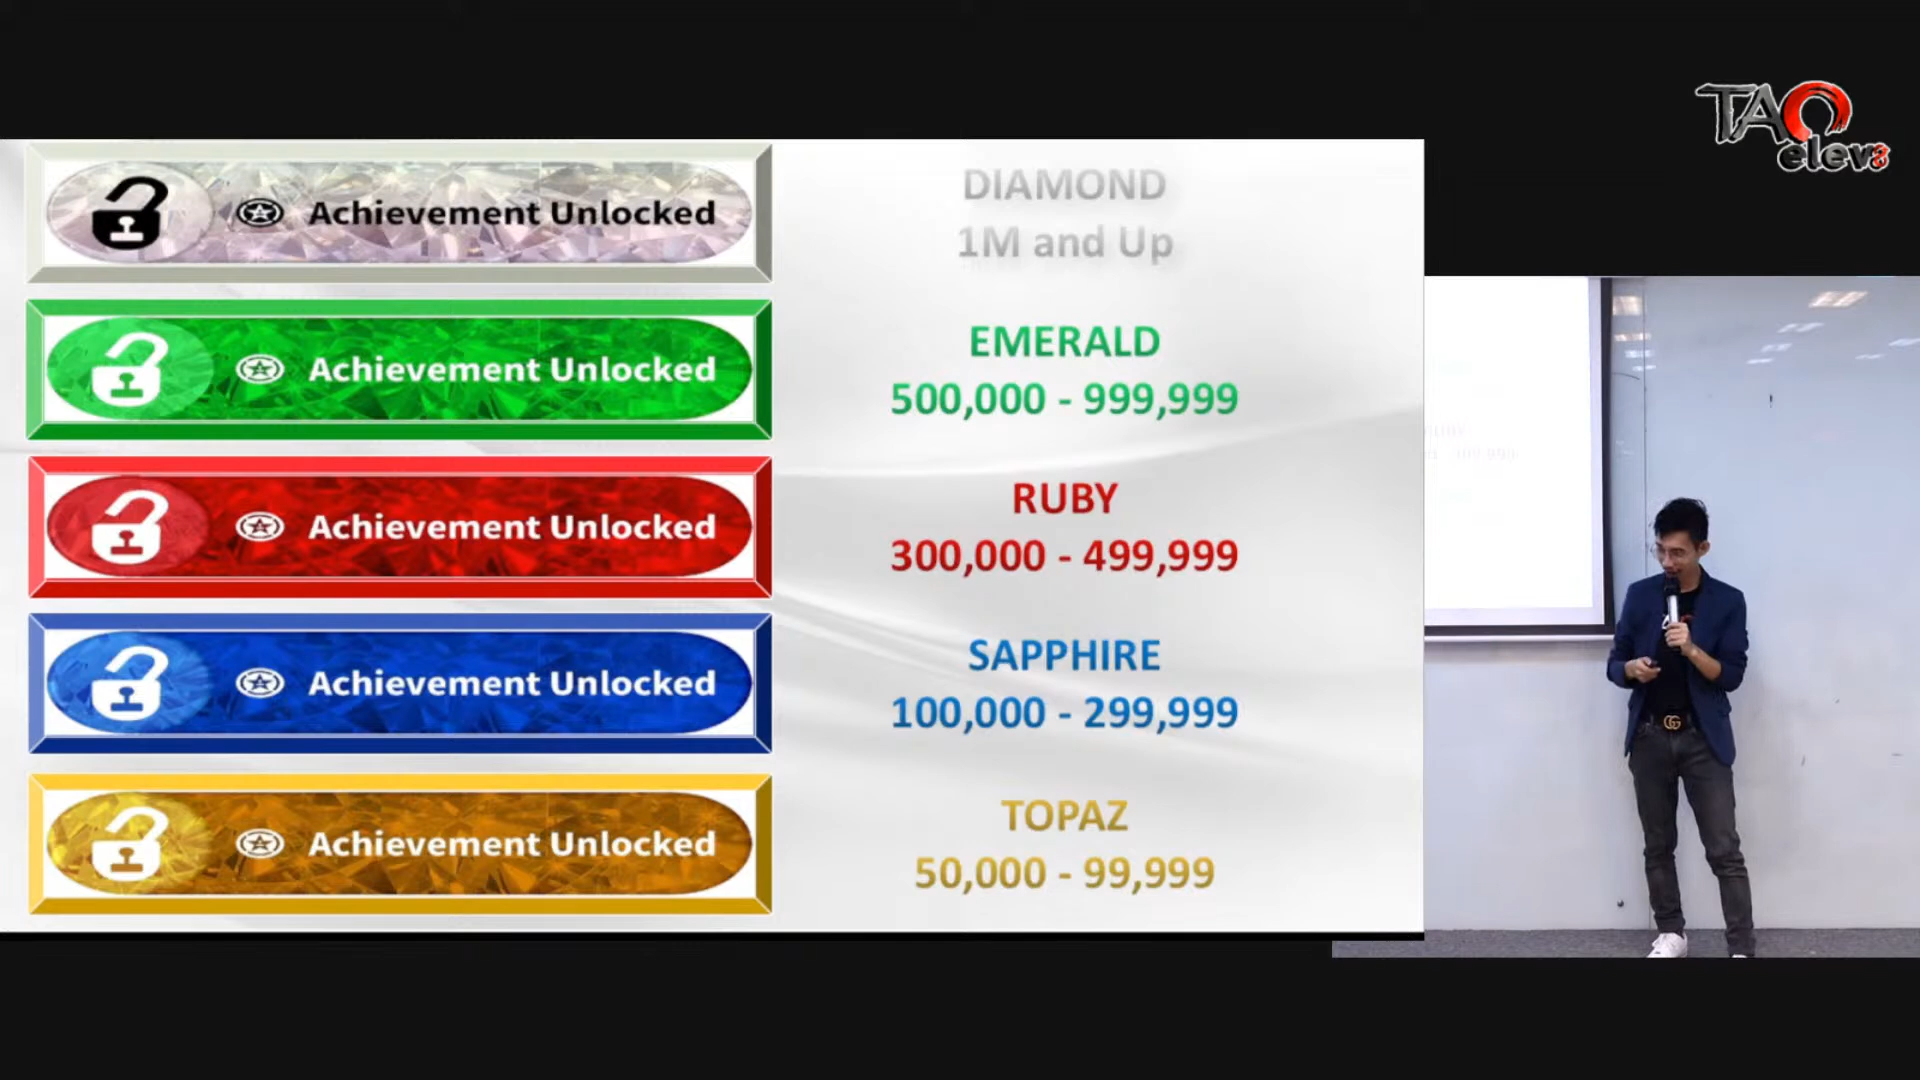 TAO
elev8
Achievement Unlocked
DIAMOND
1M and Up
Achievement Unlocked
EMERALD
500,000 - 999,999
Achievement Unlocked
RUBY
300,000 - 499,999
Achievement Unlocked
SAPPHIRE
100,000 - 299,999
Achievement Unlocked
TOPAZ
50,000 - 99,999